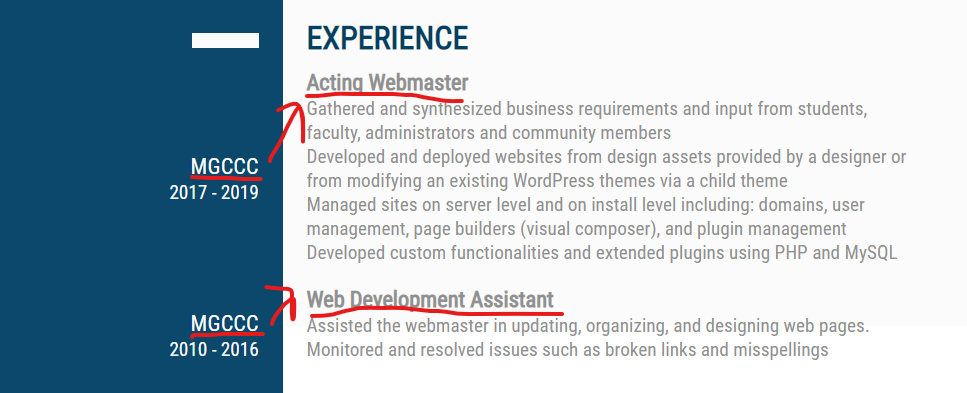 EXPERIENCE
Acting Webmaster
Gathered and synthesized business requirements and input from students,
faculty, administrators and community members
MGCCC
2017 - 2019
Developed and deployed websites from design assets provided by a designer or
from modifying an existing WordPress themes via a child theme
Managed sites on server level and on install level including: domains, user
management, page builders (visual composer), and plugin management
Developed custom functionalities and extended plugins using PHP and MySQL
Web Development Assistant
MGCCC
2010 - 2016
Assisted the webmaster in updating, organizing, and designing web pages.
Monitored and resolved issues such as broken links and misspellings